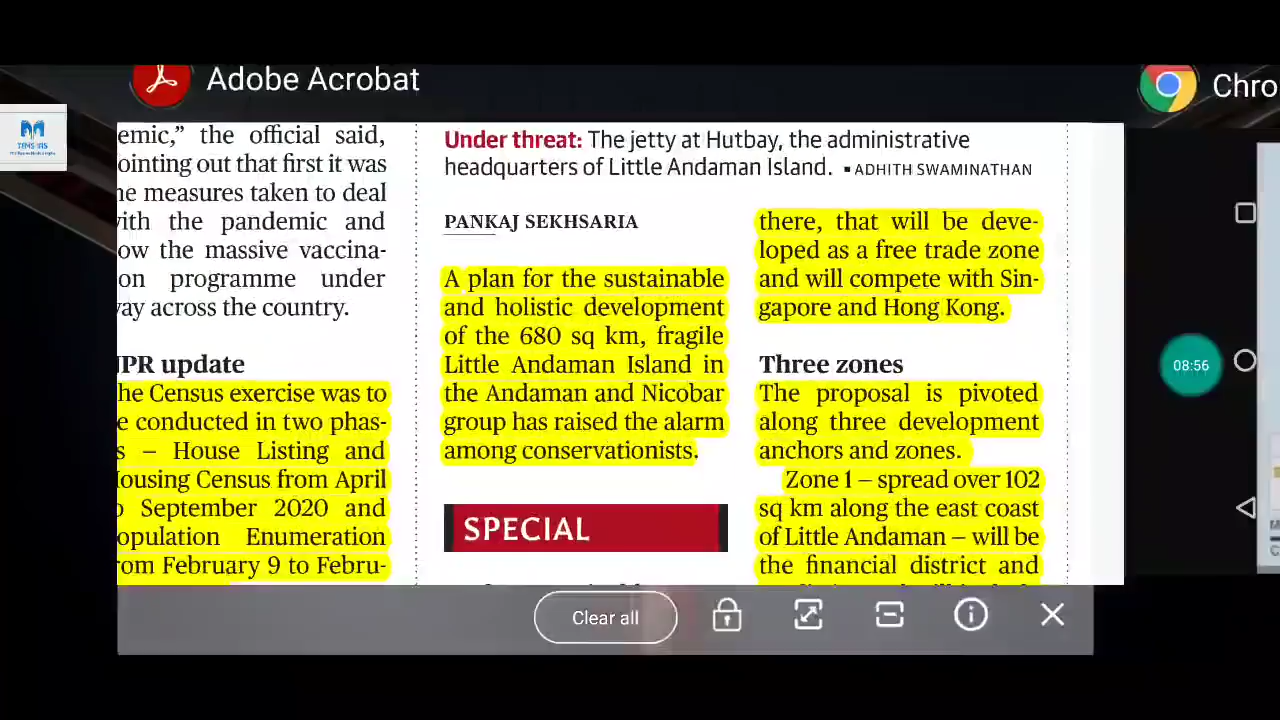 Adobe Acrobat
Chro
emic,” the official said,
ointing out that first it was
he measures taken to deal
with the pandemic and
ow the massive vaccina-
on programme under
way across the country.
NPR update
he Census exercise was to
e conducted in two phas-
s – House Listing and
ousing Census from April
o September 2020 and
opulation Enumeration
rom February 9 to Febru-
Under threat: The jetty at Hutbay, the administrative
headquarters of Little Andaman Island. ▪ ADHITH SWAMINATHAN
PANKAJ SEKHSARIA
A plan for the sustainable
and holistic development
of the 680 sq km, fragile
Little Andaman Island in
the Andaman and Nicobar
group has raised the alarm
among conservationists.
SPECIAL
there, that will be deve-
loped as a free trade zone
and will compete with Sin-
gapore and Hong Kong.
Three zones
The proposal is pivoted
along three development
anchors and zones.
Zone 1 – spread over 102
sq km along the east coast
of Little Andaman – will be
the financial district and
08:56
Clear all